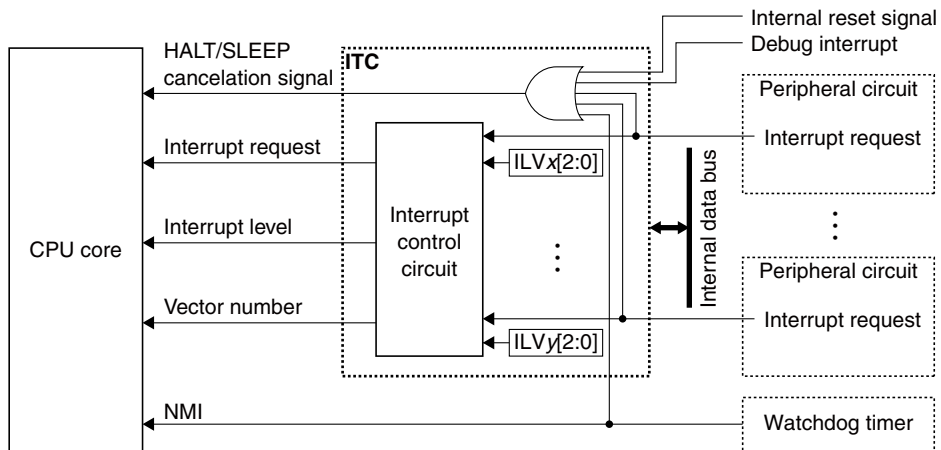 Internal reset signal
Debug interrupt
HALT/SLEEP
cancelation signal
ITC
Peripheral circuit
Interrupt request
Interrupt request
ILVx[2:0]
Interrupt level
Interrupt
control
circuit
CPU core
Internal data bus
Peripheral circuit
Vector number
Interrupt request
ILVy[2:0]
NMI
Watchdog timer